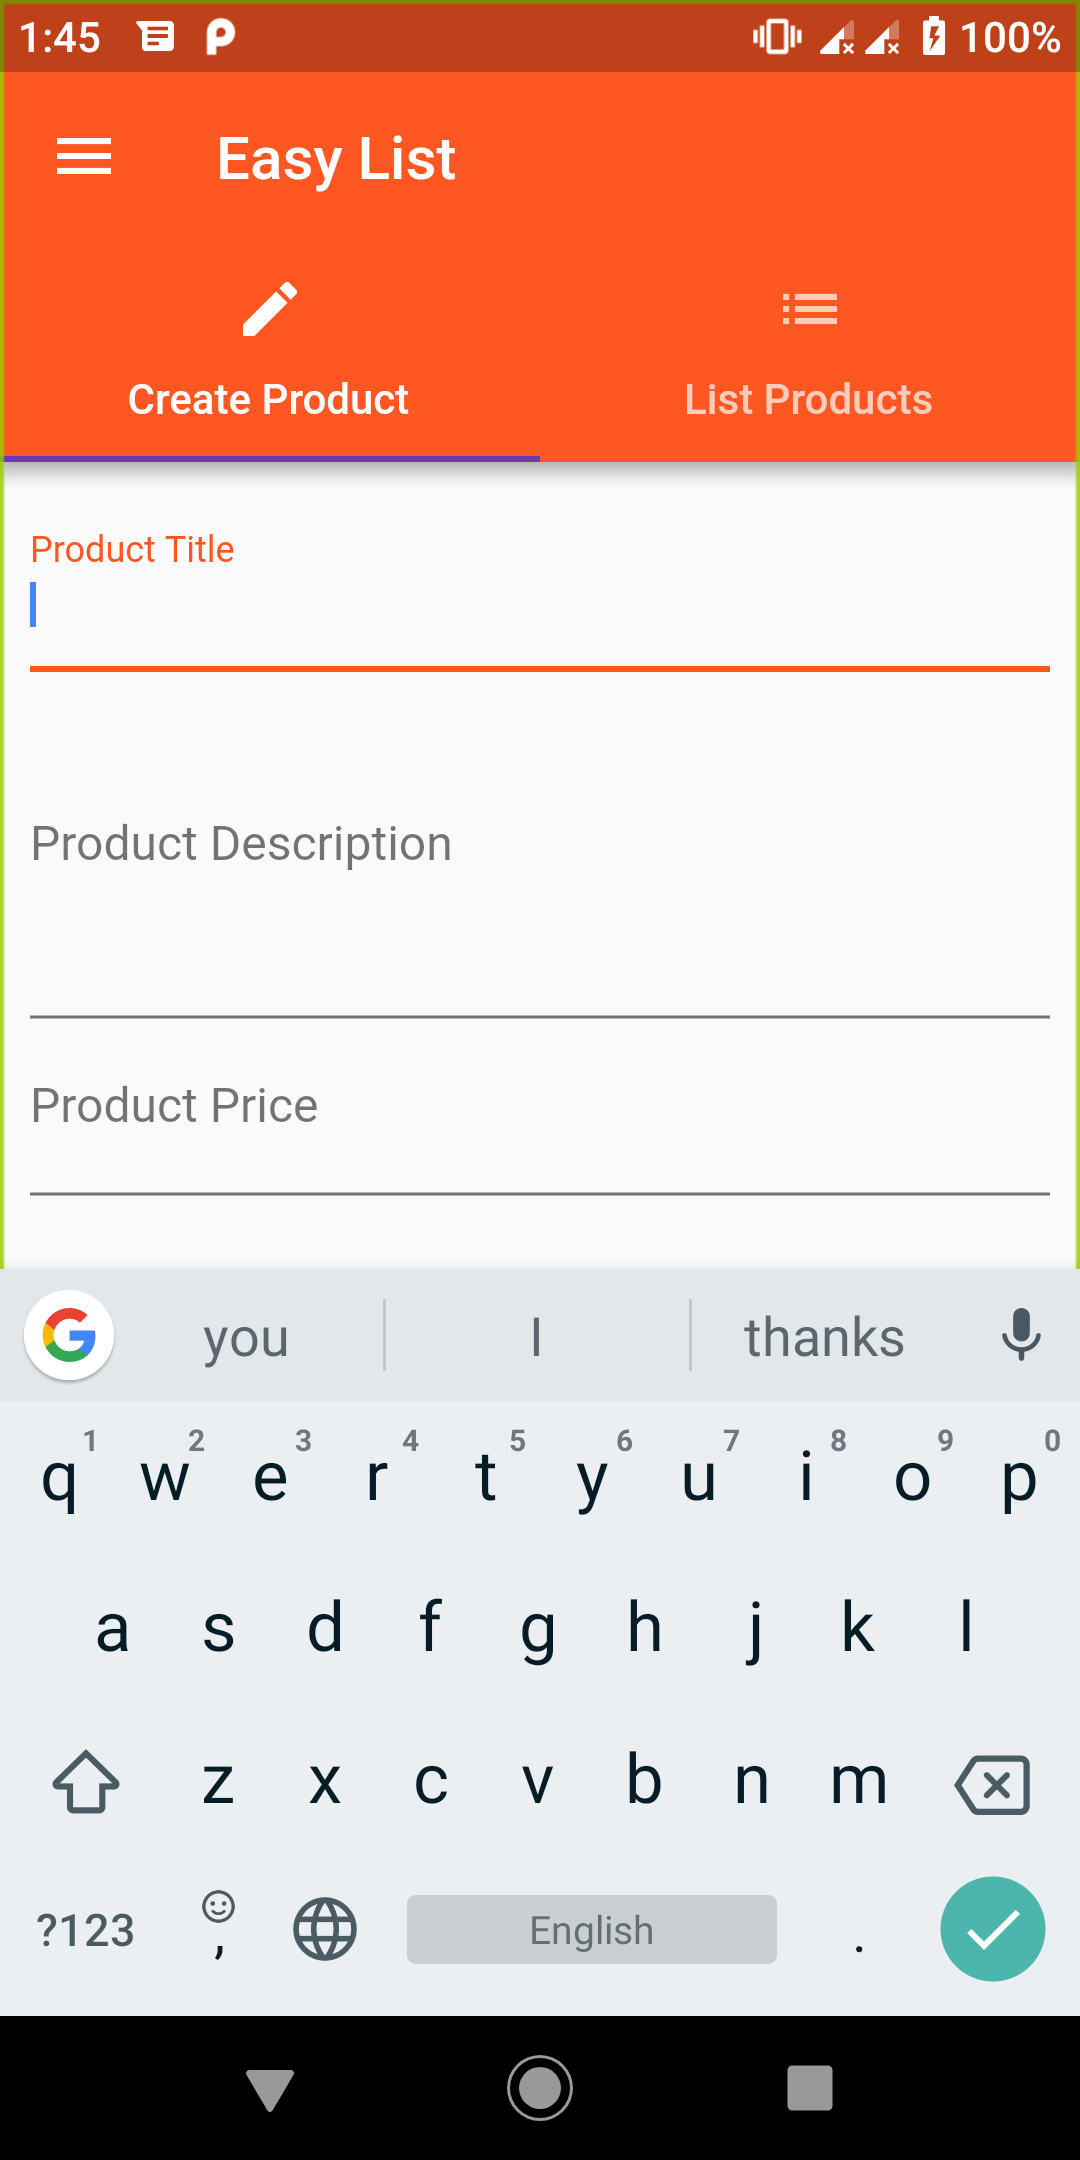 1:45 100%
Easy List
Create Product List Products
Product Title
Product Description
Product Price
you I thanks
1 2 3 4 5 6 7 8 9 0
q w e r t y u i o p
a s d f g h j k l
z x c v b n m
?123 , English .